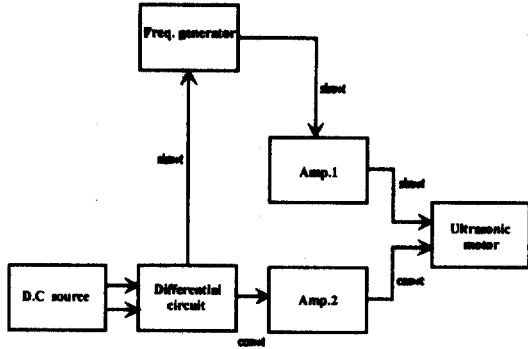 Freq. generator
sinωt
sinωt
Amp.1
sinωt
Ultrasonic
motor
D.C source
Differential
circuit
Amp.2
cosωt
cosωt